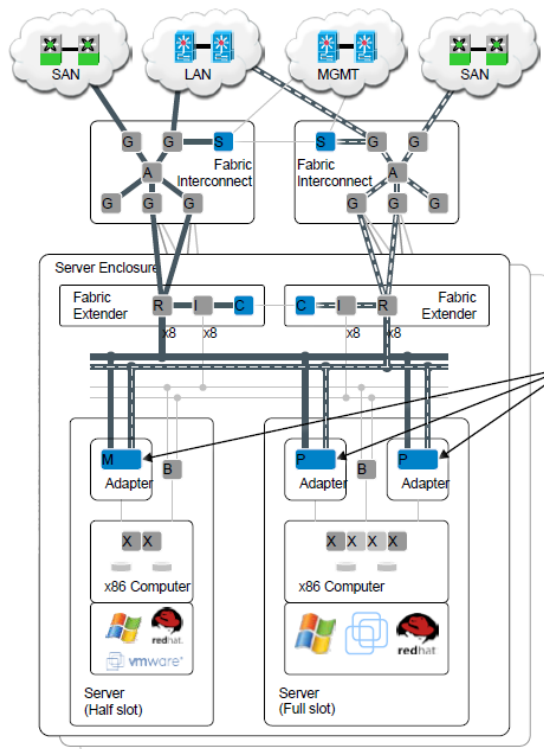 SAN
LAN
MGMT
SAN
G
G
S
S
G
G
Fabric
Interconnect
Fabric
Interconnect
A
A
G
G
G
G
G
G
Server Enclosure
Fabric
Extender
R
I
C
C
I
R
Fabric
Extender
x8
x8
x8
M
B
P
B
P
Adapter
Adapter
Adapter
X
X
X
X
X
X
x86 Computer
x86 Computer
redhat.
vmware®
redhat
Server
(Half slot)
Server
(Full slot)